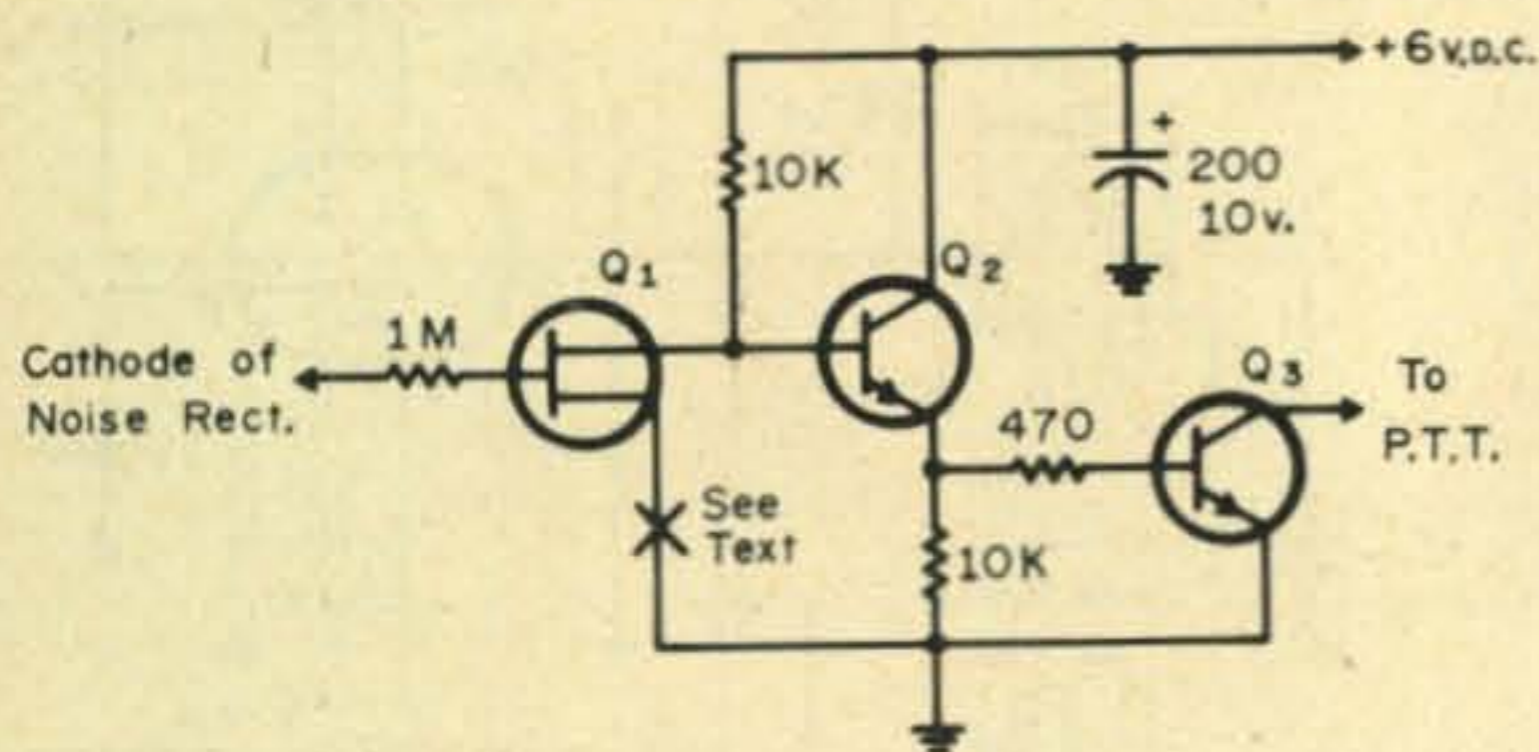 +6 V.D.C.
10K
+
200
10v.
Q1
Q2
1M
Cathode of
Noise Rect.
Q3
To
P.T.T.
470
See
Text
10K